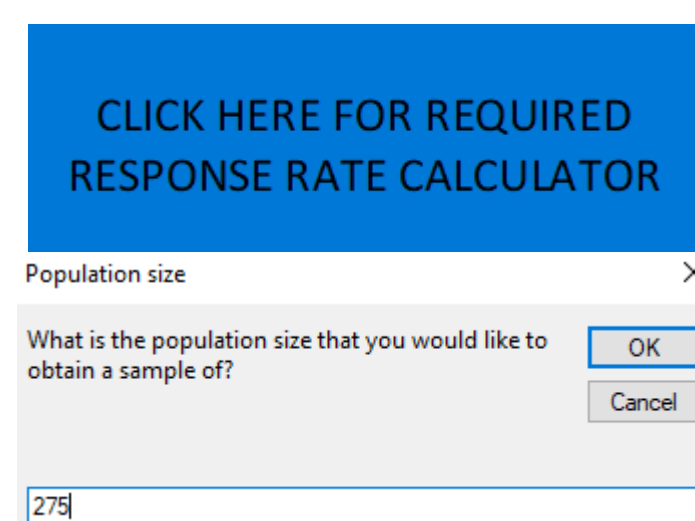 CLICK HERE FOR REQUIRED
RESPONSE RATE CALCULATOR
Population size
What is the population size that you would like to
obtain a sample of?
OK
Cancel
275